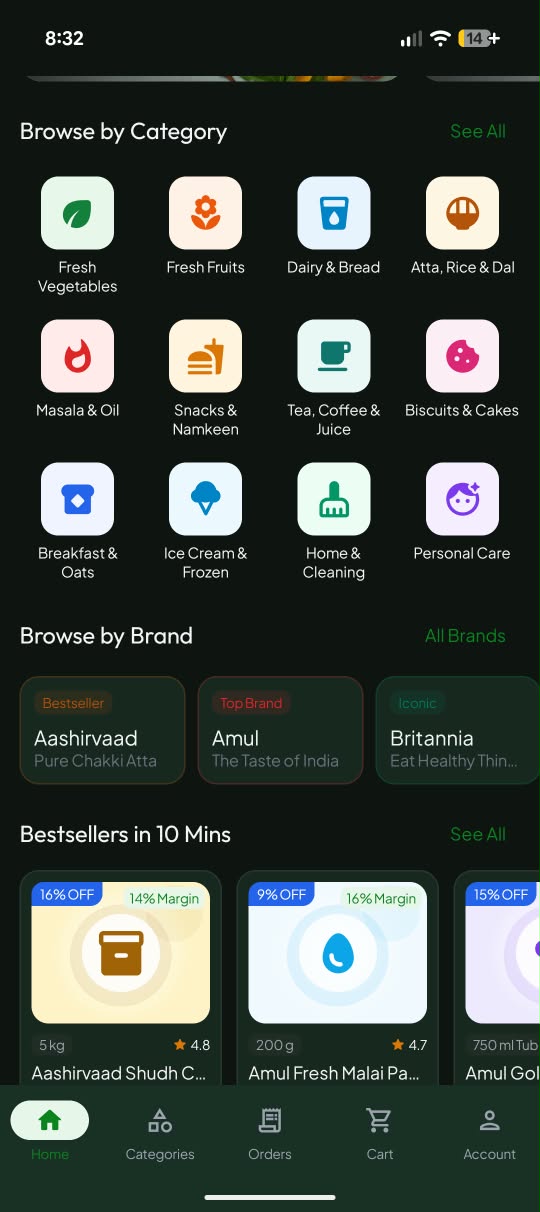 8:32
14
Browse by Category
See All
Fresh
Vegetables
Fresh Fruits
Dairy & Bread
Atta, Rice & Dal
Masala & Oil
Snacks &
Namkeen
Tea, Coffee &
Juice
Biscuits & Cakes
Breakfast &
Oats
Ice Cream &
Frozen
Home &
Cleaning
Personal Care
Browse by Brand
All Brands
Bestseller
Aashirvaad
Pure Chakki Atta
Top Brand
Amul
The Taste of India
Iconic
Britannia
Eat Healthy Thin...
Bestsellers in 10 Mins
See All
16% OFF
14% Margin
5 kg
4.8
Aashirvaad Shudh C...
9% OFF
16% Margin
200 g
4.7
Amul Fresh Malai Pa...
15% OFF
750 ml Tub
Amul Gol
Home
Categories
Orders
Cart
Account